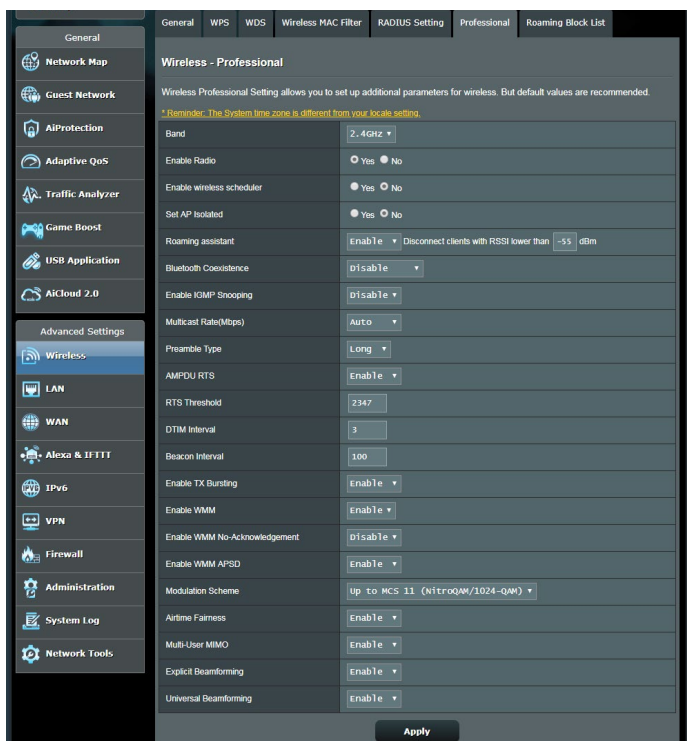 General WPS WDS Wireless MAC Filter RADIUS Setting Professional Roaming Block List
General
Network Map
Guest Network
AiProtection
Adaptive QoS
Traffic Analyzer
Game Boost
USB Application
AiCloud 2.0
Advanced Settings
Wireless
LAN
WAN
Alexa & IFTTT
IPv6
VPN
Firewall
Administration
System Log
Network Tools
Wireless - Professional
Wireless Professional Setting allows you to set up additional parameters for wireless. But default values are recommended.
* Reminder: The System time zone is different from your locale setting.
Band 2.4GHz
Enable Radio Yes No
Enable wireless scheduler Yes No
Set AP Isolated Yes No
Roaming assistant Enable Disconnect clients with RSSI lower than -55 dBm
Bluetooth Coexistence Disable
Enable IGMP Snooping Disable
Multicast Rate(Mbps) Auto
Preamble Type Long
AMPDU RTS Enable
RTS Threshold 2347
DTIM Interval 3
Beacon Interval 100
Enable TX Bursting Enable
Enable WMM Enable
Enable WMM No-Acknowledgement Disable
Enable WMM APSD Enable
Modulation Scheme Up to MCS 11 (NitroQAM/1024-QAM)
Airtime Fairness Enable
Multi-User MIMO Enable
Explicit Beamforming Enable
Universal Beamforming Enable
Apply